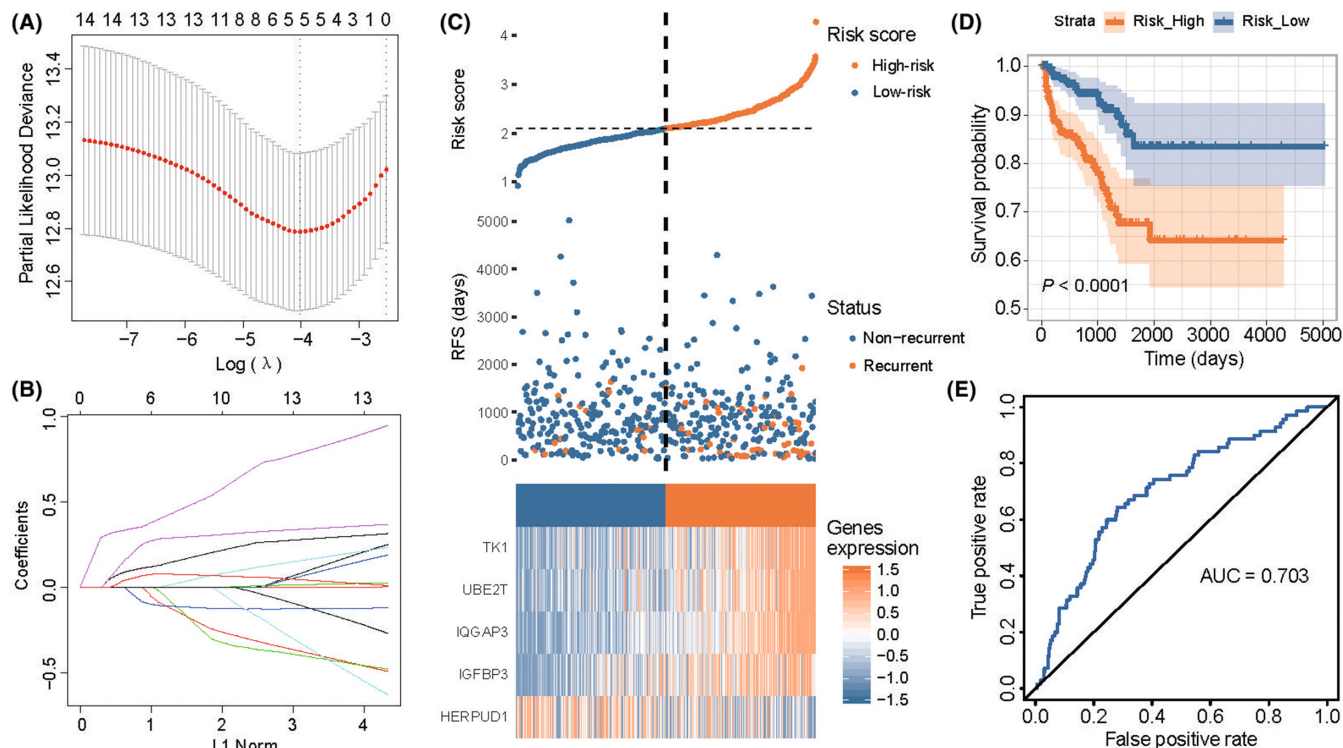 (A)
14 14 13 13 11 8 8 6 5 5 5 4 3 1 0
13.4
13.2
13.0
12.8
12.6
Partial Likelihood Deviance
−7 −6 −5 −4 −3
Log ( λ )
(B)
0 6 10 13 13
1.0
0.5
0.0
−0.5
Coefficients
0 1 2 3 4
L1 Norm
(C)
4
3
2
1
Risk score
Risk score
High−risk
Low−risk
5000
4000
3000
2000
1000
0
RFS (days)
Status
Non−recurrent
Recurrent
TK1
UBE2T
IQGAP3
IGFBP3
HERPUD1
Genes
expression
1.5
1.0
0.5
0.0
−0.5
−1.0
−1.5
(D)
Strata Risk_High Risk_Low
1.0
0.9
0.8
0.7
0.6
0.5
Survival probability
P < 0.0001
0 1000 2000 3000 4000 5000
Time (days)
(E)
1.0
0.8
0.6
0.4
0.2
0.0
True positive rate
AUC = 0.703
0.0 0.2 0.4 0.6 0.8 1.0
False positive rate